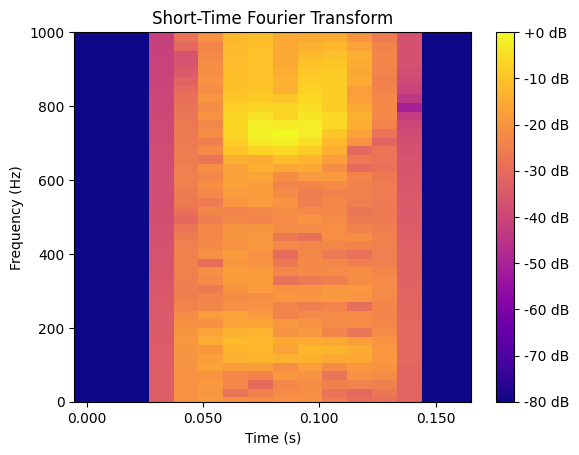 Short-Time Fourier Transform
1000
800
600
400
200
0
Frequency (Hz)
0.000
0.050
0.100
0.150
Time (s)
+0 dB
-10 dB
-20 dB
-30 dB
-40 dB
-50 dB
-60 dB
-70 dB
-80 dB